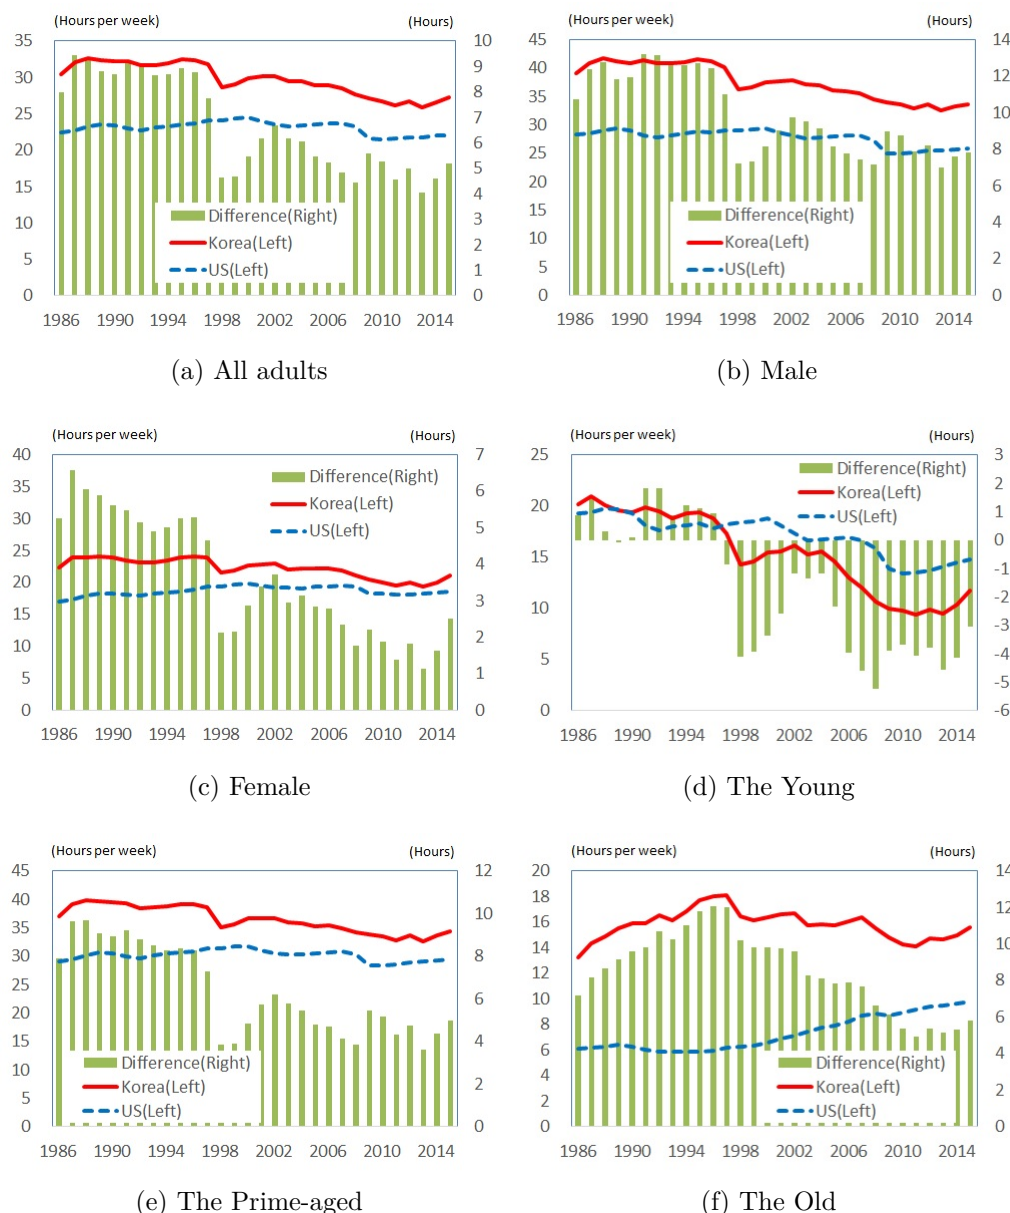 (Hours per week) (Hours)
35
30
25
20
15
10
5
0
10
9
8
7
6
5
4
3
2
1
0
Difference(Right)
Korea(Left)
US(Left)
1986 1990 1994 1998 2002 2006 2010 2014
(a) All adults
(Hours per week) (Hours)
45
40
35
30
25
20
15
10
5
0
14
12
10
8
6
4
2
0
Difference(Right)
Korea(Left)
US(Left)
1986 1990 1994 1998 2002 2006 2010 2014
(b) Male
(Hours per week) (Hours)
40
35
30
25
20
15
10
5
0
7
6
5
4
3
2
1
0
Difference(Right)
Korea(Left)
US(Left)
1986 1990 1994 1998 2002 2006 2010 2014
(c) Female
(Hours per week) (Hours)
25
20
15
10
5
0
3
2
1
0
-1
-2
-3
-4
-5
-6
Difference(Right)
Korea(Left)
US(Left)
1986 1990 1994 1998 2002 2006 2010 2014
(d) The Young
(Hours per week) (Hours)
45
40
35
30
25
20
15
10
5
0
12
10
8
6
4
2
0
Difference(Right)
Korea(Left)
US(Left)
1986 1990 1994 1998 2002 2006 2010 2014
(e) The Prime-aged
(Hours per week) (Hours)
20
18
16
14
12
10
8
6
4
2
0
14
12
10
8
6
4
2
0
Difference(Right)
Korea(Left)
US(Left)
1986 1990 1994 1998 2002 2006 2010 2014
(f) The Old